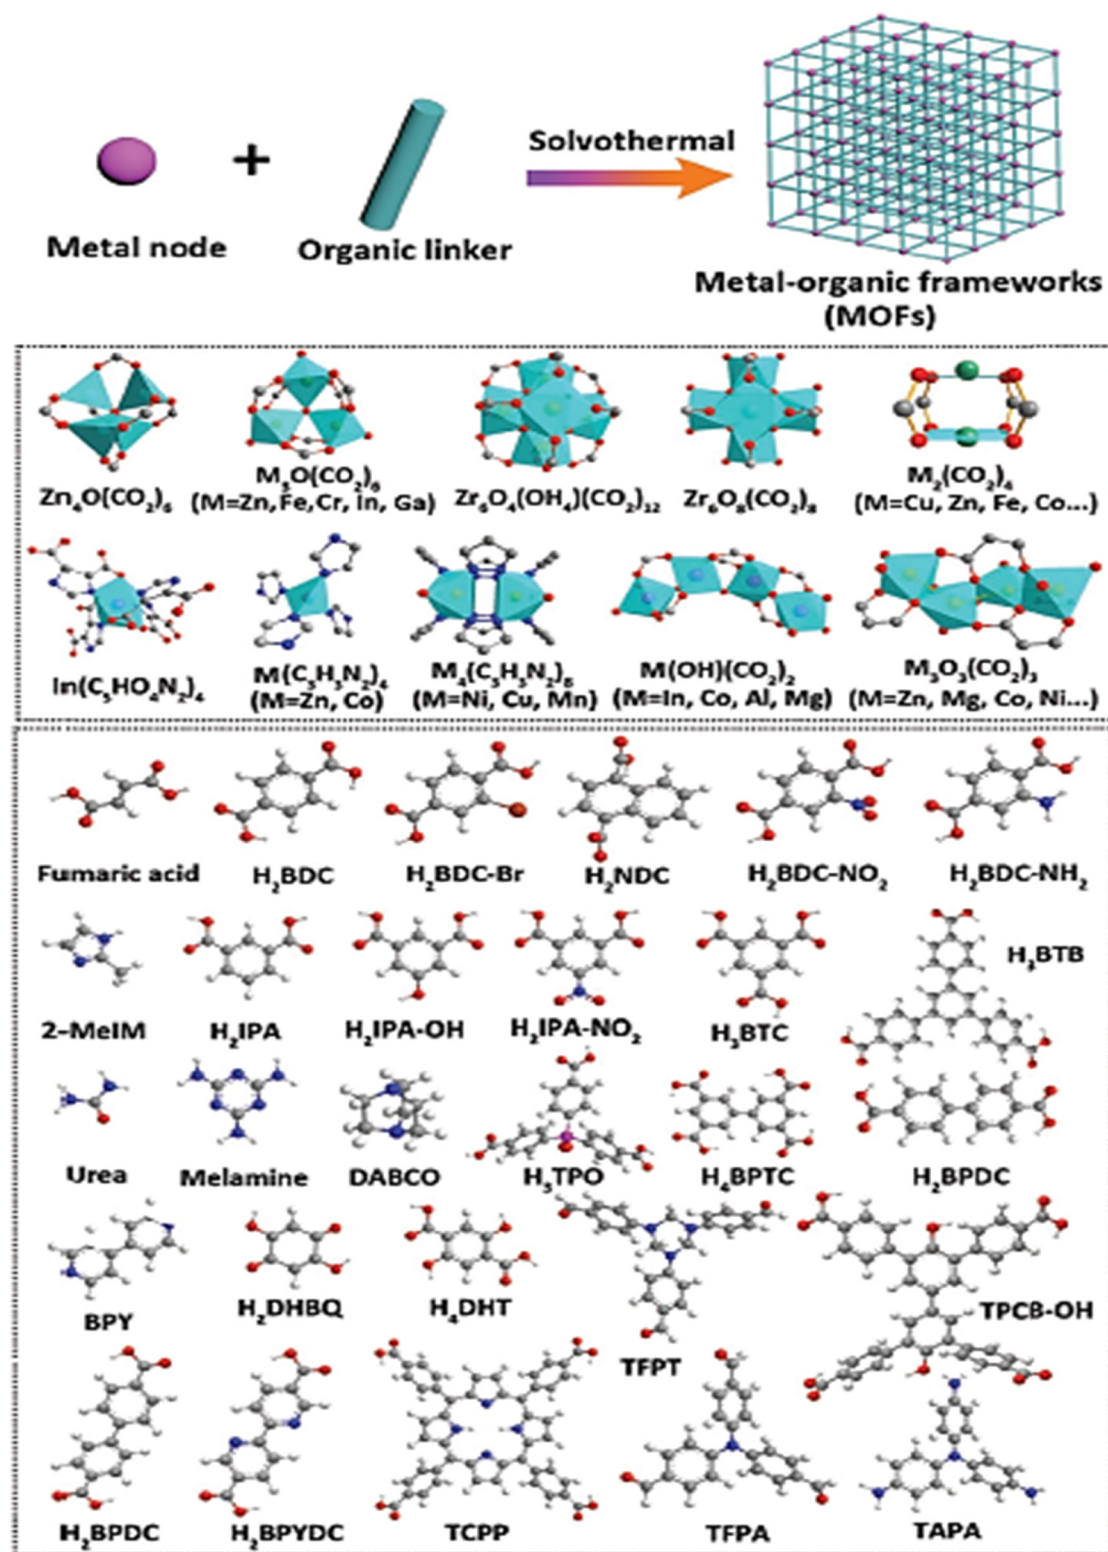 +
Solvothermal
Metal node
Organic linker
Metal-organic frameworks
(MOFs)
Zn₄O(CO₂)₆
M₃O(CO₂)₆
(M=Zn, Fe, Cr, In, Ga)
Zr₆O₄(OH₄)(CO₂)₁₂
Zr₆O₈(CO₂)₈
M₂(CO₂)₄
(M=Cu, Zn, Fe, Co...)
In(C₅HO₄N₂)₄
M(C₃H₃N₂)₄
(M=Zn, Co)
M₄(C₃H₃N₂)₈
(M=Ni, Cu, Mn)
M(OH)(CO₂)₂
(M=In, Co, Al, Mg)
M₃O₃(CO₂)₃
(M=Zn, Mg, Co, Ni...)
Fumaric acid
H₂BDC
H₂BDC-Br
H₂NDC
H₂BDC-NO₂
H₂BDC-NH₂
2-MeIM
H₂IPA
H₂IPA-OH
H₂IPA-NO₂
H₃BTC
H₃BTB
Urea
Melamine
DABCO
H₃TPO
H₄BPTC
H₂BPDC
BPY
H₂DHBQ
H₄DHT
TFPT
TPCB-OH
H₂BPDC
H₂BPYDC
TCPP
TFPA
TAPA